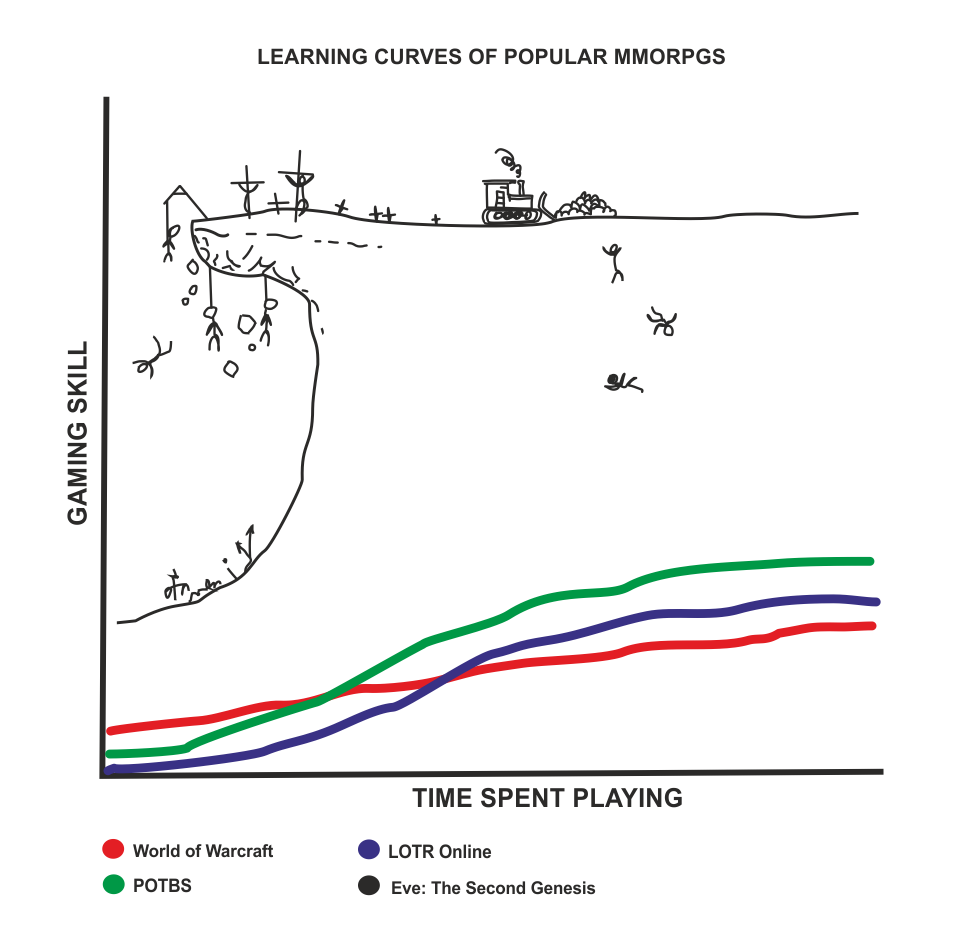 LEARNING CURVES OF POPULAR MMORPGS
GAMING SKILL
TIME SPENT PLAYING
World of Warcraft
LOTR Online
POTBS
Eve: The Second Genesis